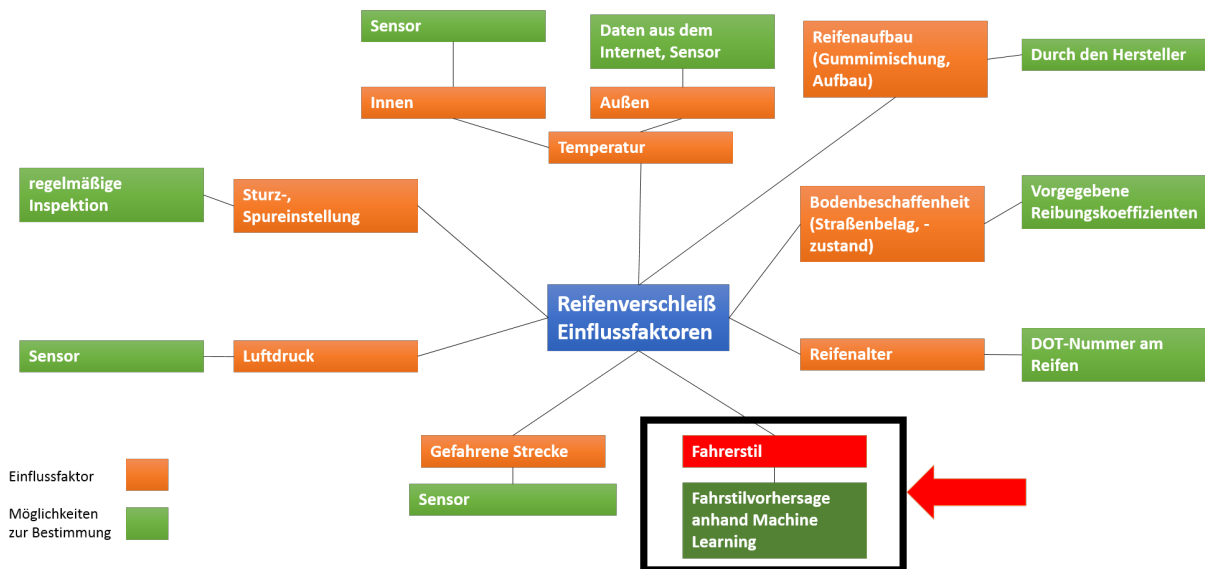 Sensor
Daten aus dem
Internet, Sensor
Reifenaufbau
(Gummimischung,
Aufbau)
Durch den Hersteller
Innen
Außen
Temperatur
regelmäßige
Inspektion
Sturz-,
Spureinstellung
Bodenbeschaffenheit
(Straßenbelag, -
zustand)
Vorgegebene
Reibungskoeffizienten
Reifenverschleiß
Einflussfaktoren
Sensor
Luftdruck
Reifenalter
DOT-Nummer am
Reifen
Gefahrene Strecke
Sensor
Fahrerstil
Fahrstilvorhersage
anhand Machine
Learning
Einflussfaktor
Möglichkeiten
zur Bestimmung